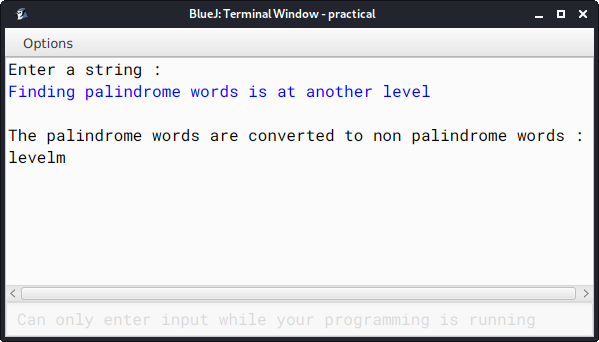 BlueJ: Terminal Window - practical
Options
Enter a string :
Finding palindrome words is at another level
The palindrome words are converted to non palindrome words :
levelm
Can only enter input while your programming is running